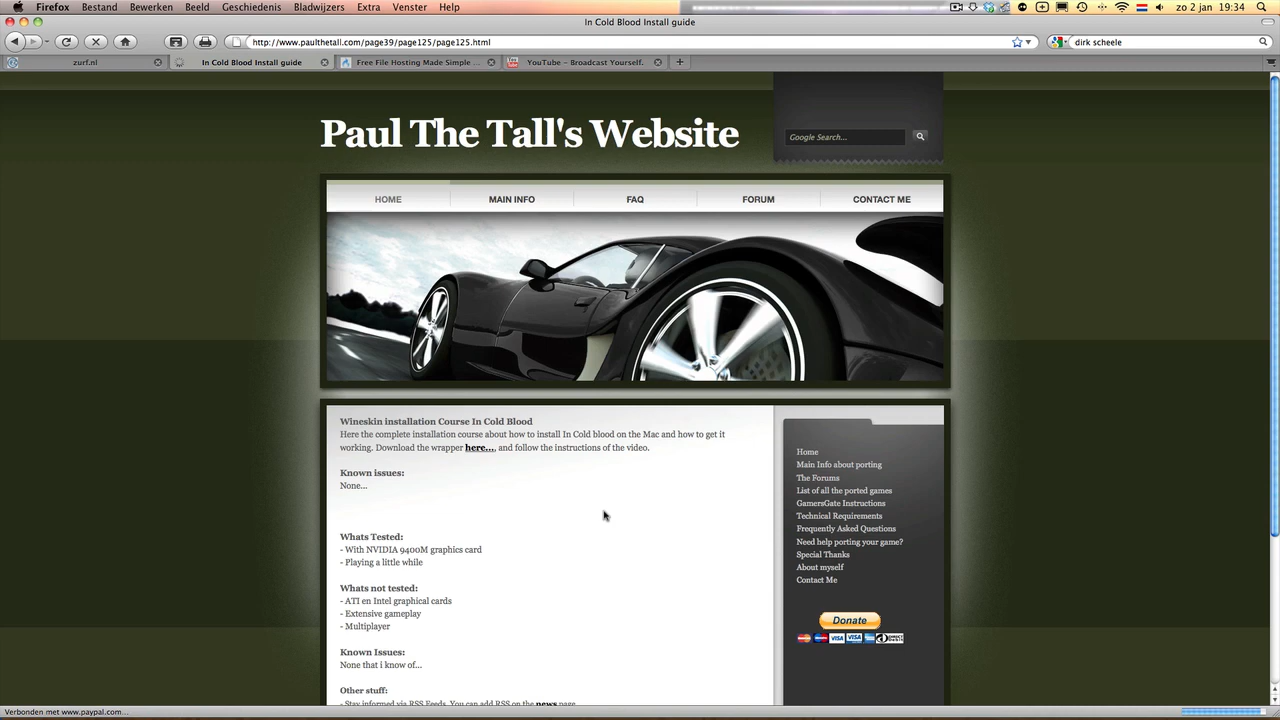 Firefox Bestand Bewerken Beeld Geschiedenis Bladwijzers Extra Venster Help zo 2 jan 19:34
In Cold Blood Install guide
http://www.paulthetall.com/page39/page125/page125.html dirk scheele
zurf.nl In Cold Blood Install guide Free File Hosting Made Simple ... YouTube - Broadcast Yourself.
Paul The Tall's Website
Google Search...
HOME MAIN INFO FAQ FORUM CONTACT ME
Wineskin installation Course In Cold Blood
Here the complete installation course about how to install In Cold blood on the Mac and how to get it
working. Download the wrapper here..., and follow the instructions of the video.
Known issues:
None...
Whats Tested:
- With NVIDIA 9400M graphics card
- Playing a little while
Whats not tested:
- ATI en Intel graphical cards
- Extensive gameplay
- Multiplayer
Known Issues:
None that i know of...
Other stuff:
- Stay informed via RSS Feeds. You can add RSS on the news page
Home
Main Info about porting
The Forums
List of all the ported games
GamersGate Instructions
Technical Requirements
Frequently Asked Questions
Need help porting your game?
Special Thanks
About myself
Contact Me
Donate
VISA
Verbonden met www.paypal.com...